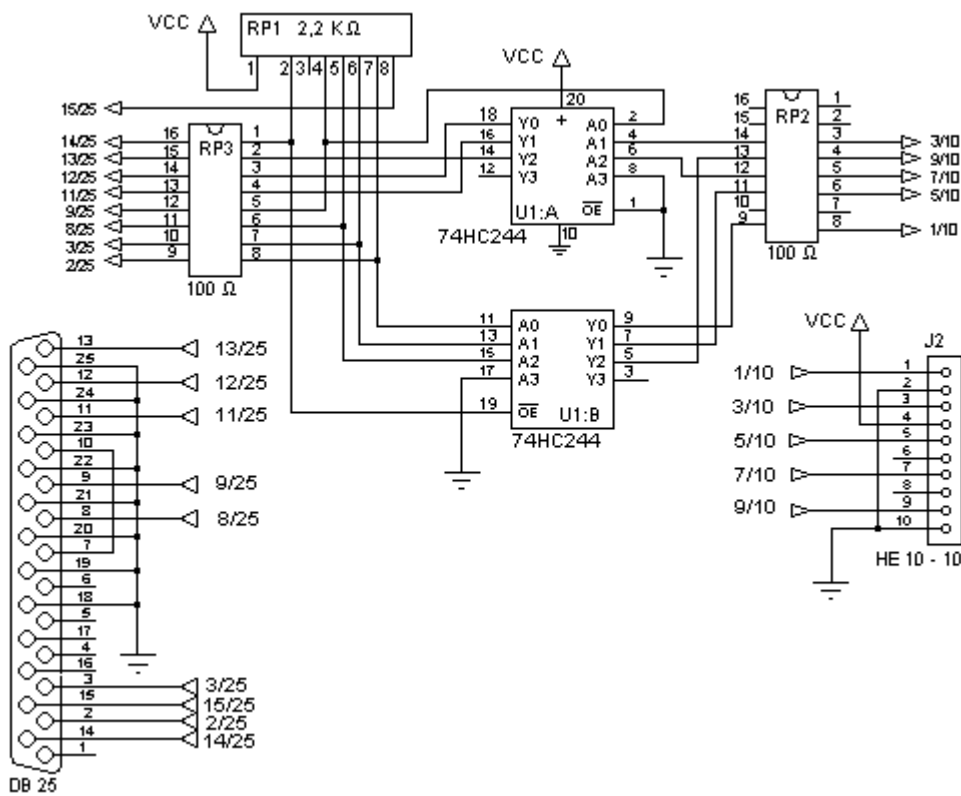 VCC
RP1 2,2 KΩ
1 2 3 4 5 6 7 8
15/25
14/25
13/25
12/25
11/25
9/25
8/25
3/25
2/25
16
15
14
13
12
11
10
9
RP3
1
2
3
4
5
6
7
8
100 Ω
VCC
20
+
18 Y0
16 Y1
14 Y2
12 Y3
A0 2
A1 4
A2 6
A3 8
OE 1
U1:A
10
74HC244
16
15
14
13
12
11
10
9
RP2
1
2
3
4
5
6
7
8
100 Ω
3/10
9/10
7/10
5/10
1/10
11 A0
13 A1
15 A2
17 A3
19 OE
Y0 9
Y1 7
Y2 5
Y3 3
U1:B
74HC244
13
25
12
24
11
23
10
22
9
21
8
20
7
19
6
18
5
17
4
16
3
15
2
14
1
13/25
12/25
11/25
9/25
8/25
3/25
15/25
2/25
14/25
DB 25
VCC
J2
1/10
3/10
5/10
7/10
9/10
1
2
3
4
5
6
7
8
9
10
HE 10 - 10